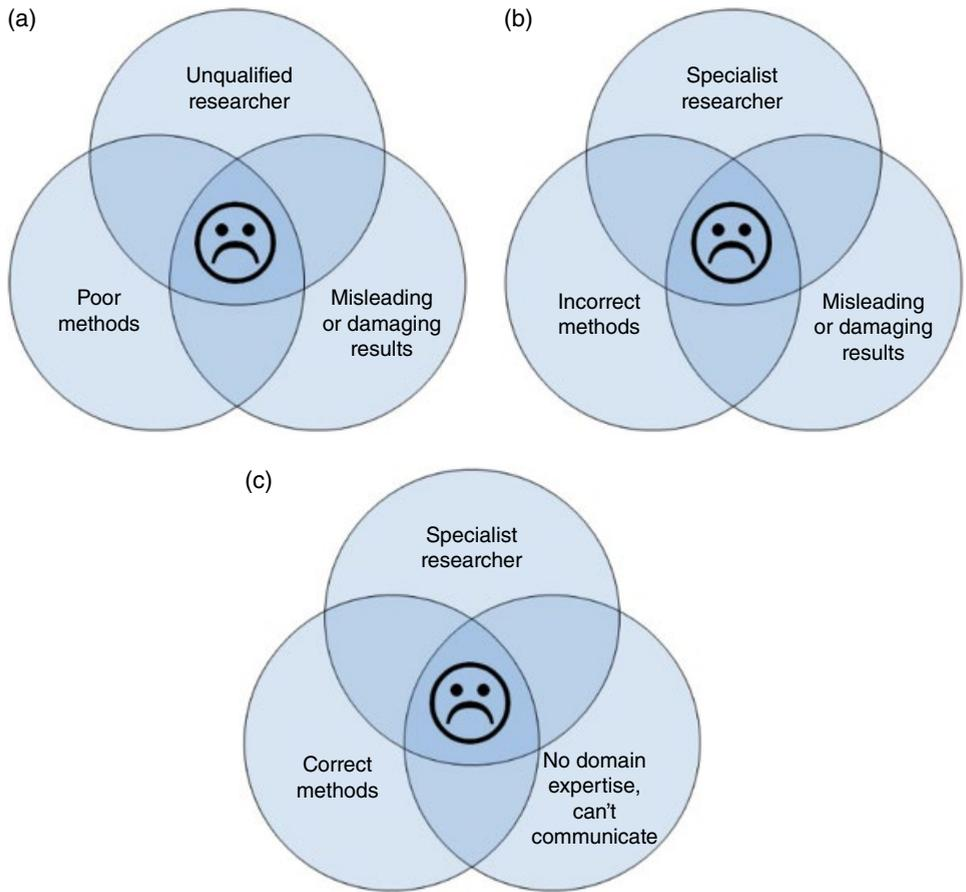 (a)
Unqualified
researcher
Poor
methods
Misleading
or damaging
results
(b)
Specialist
researcher
Incorrect
methods
Misleading
or damaging
results
(c)
Specialist
researcher
Correct
methods
No domain
expertise,
can't
communicate